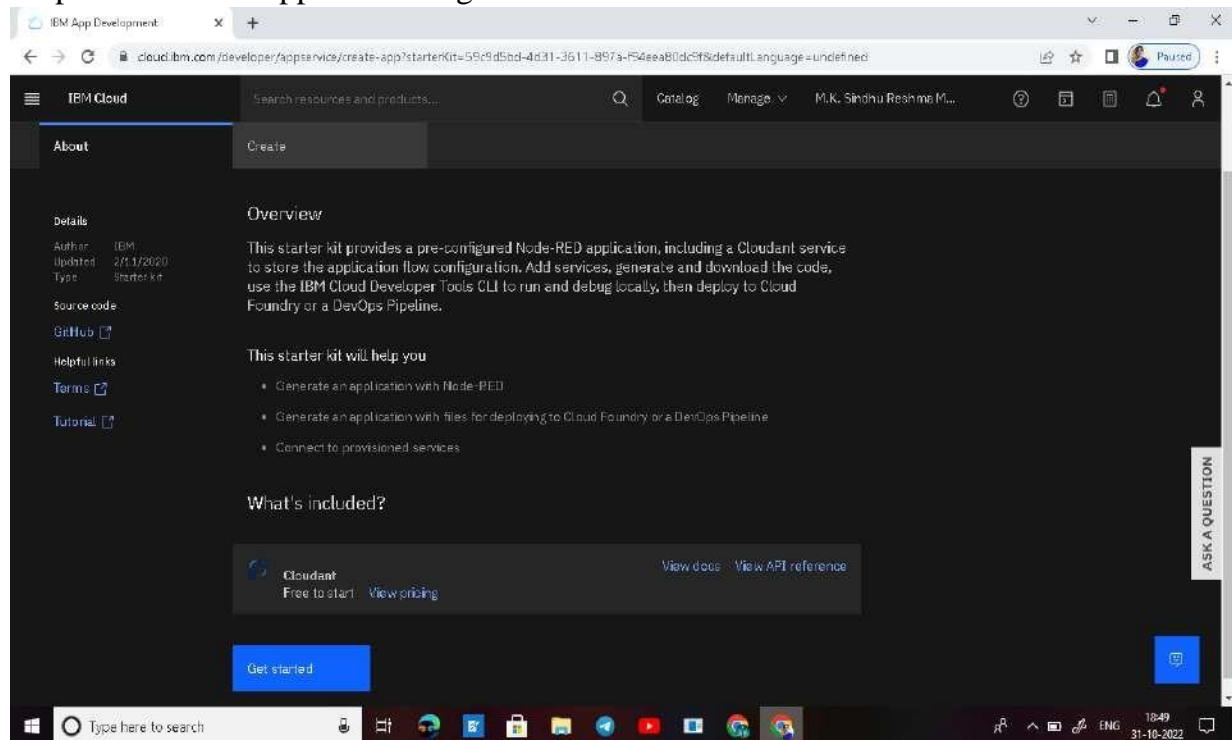 IBM App Development
cloud.ibm.com/developer/appservice/create-app?starterKit=59c9d5bd-4d31-3611-897a-f94eea80dc9f&defaultLanguage=undefined
Paused
IBM Cloud
Search resources and products...
Catalog
Manage
M.K. Sindhu Reshma M...
About
Create
Details
Author IBM
Updated 2/11/2020
Type Starter kit
Source code
GitHub
Helpful links
Terms
Tutorial
Overview
This starter kit provides a pre-configured Node-RED application, including a Cloudant service
to store the application flow configuration. Add services, generate and download the code,
use the IBM Cloud Developer Tools CLI to run and debug locally, then deploy to Cloud
Foundry or a DevOps Pipeline.
This starter kit will help you
• Generate an application with Node-RED
• Generate an application with files for deploying to Cloud Foundry or a DevOps Pipeline
• Connect to provisioned services
What's included?
Cloudant
Free to start View pricing
View docs View API reference
Get started
ASK A QUESTION
Type here to search
ENG
18:49
31-10-2022